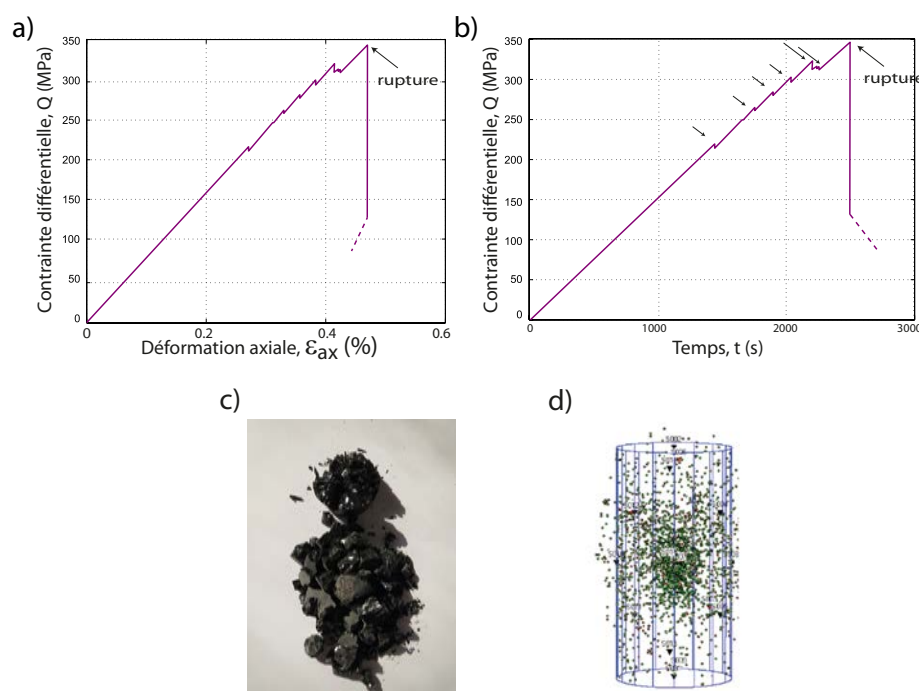 a)
350
300
250
200
150
100
50
0
0
0.2
0.4
0.6
Contrainte différentielle, Q (MPa)
Déformation axiale, εax (%)
rupture
b)
350
300
250
200
150
100
50
0
0
1000
2000
3000
Contrainte différentielle, Q (MPa)
Temps, t (s)
rupture
c)
d)